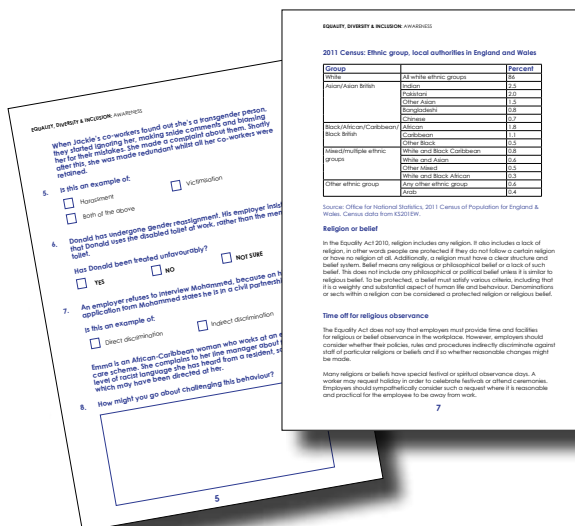 EQUALITY, DIVERSITY & INCLUSION: AWARENESS
When Jackie's co-workers found out she's a transgender person,
they started ignoring her, making snide comments and blaming
her for their mistakes. She made a complaint about them. Shortly
after this, she was made redundant whilst all her co-workers were
retained.
5. Is this an example of:
Harassment Victimisation
Both of the above
6. Donald has undergone gender reassignment. His employer
that Donald uses the disabled toilet at work, rather than the
toilet.
Has Donald been treated unfavourably?
YES NO NOT SURE
7. An employer refuses to interview Mohammed, because on
application form Mohammed states he is in a civil
Is this an example of:
Direct discrimination Indirect discrimination
Emma is an African-Caribbean woman who works at an
care scheme. She complains to her line manager about
level of racist language she has heard from a resident,
which may have been directed at her.
8. How might you go about challenging this behaviour?
5
EQUALITY, DIVERSITY & INCLUSION: AWARENESS
2011 Census: Ethnic group, local authorities in England and Wales
Group Percent
White All white ethnic groups 86
Asian/Asian British Indian 2.5
Pakistani 2.0
Other Asian 1.5
Bangladeshi 0.8
Chinese 0.7
Black/African/Caribbean/ African 1.8
Black British Caribbean 1.1
Other Black 0.5
Mixed/multiple ethnic White and Black Caribbean 0.8
groups White and Asian 0.6
Other Mixed 0.5
White and Black African 0.3
Other ethnic group Any other ethnic group 0.6
Arab 0.4
Source: Office for National Statistics, 2011 Census of Population for England &
Wales. Census data from KS201EW.
Religion or belief
In the Equality Act 2010, religion includes any religion. It also includes a lack of
religion, in other words people are protected if they do not follow a certain religion
or have no religion at all. Additionally, a religion must have a clear structure and
belief system. Belief means any religious or philosophical belief or a lack of such
belief. This does not include any philosophical or political belief unless it is similar to
religious belief. To be protected, a belief must satisfy various criteria, including that
it is a weighty and substantial aspect of human life and behaviour. Denominations
or sects within a religion can be considered a protected religion or religious belief.
Time off for religious observance
The Equality Act does not say that employers must provide time and facilities
for religious or belief observance in the workplace. However, employers should
consider whether their policies, rules and procedures indirectly discriminate against
staff of particular religions or beliefs and if so whether reasonable changes might
be made.
Many religions or beliefs have special festival or spiritual observance days. A
worker may request holiday in order to celebrate festivals or attend ceremonies.
Employers should sympathetically consider such a request where it is reasonable
and practical for the employee to be away from work.
7